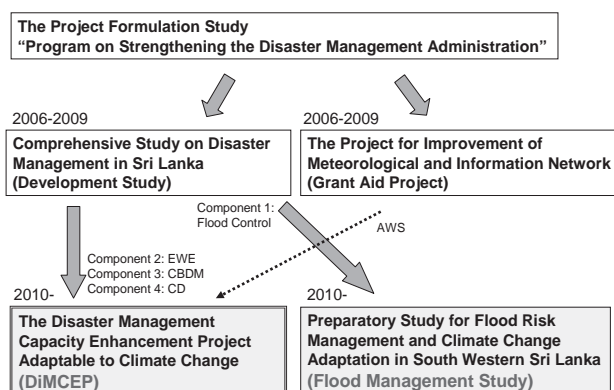 The Project Formulation Study
“Program on Strengthening the Disaster Management Administration”
2006-2009
Comprehensive Study on Disaster
Management in Sri Lanka
(Development Study)
2006-2009
The Project for Improvement of
Meteorological and Information Network
(Grant Aid Project)
Component 1:
Flood Control
AWS
Component 2: EWE
Component 3: CBDM
Component 4: CD
2010-
The Disaster Management
Capacity Enhancement Project
Adaptable to Climate Change
(DiMCEP)
2010-
Preparatory Study for Flood Risk
Management and Climate Change
Adaptation in South Western Sri Lanka
(Flood Management Study)